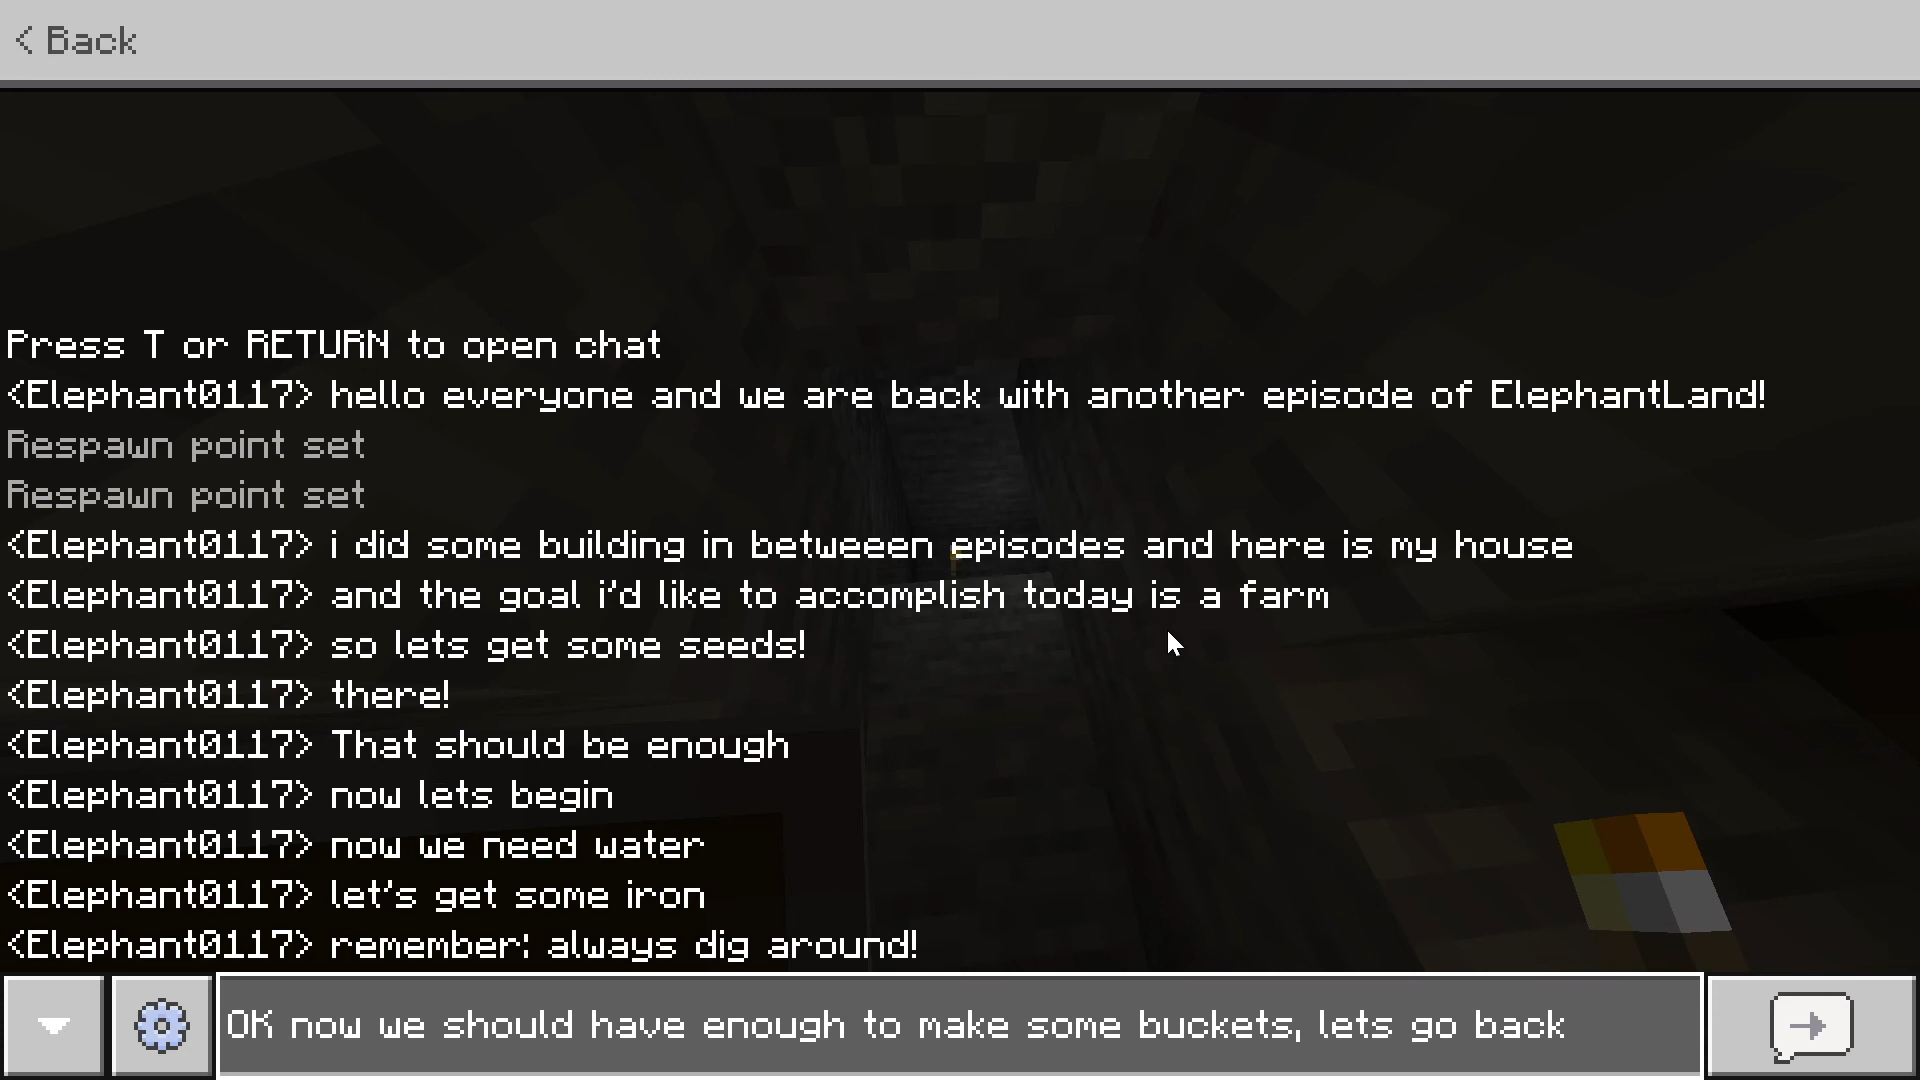 < Back
Press T or RETURN to open chat
<Elephant0117> hello everyone and we are back with another episode of ElephantLand!
Respawn point set
Respawn point set
<Elephant0117> i did some building in betweeen episodes and here is my house
<Elephant0117> and the goal i'd like to accomplish today is a farm
<Elephant0117> so lets get some seeds!
<Elephant0117> there!
<Elephant0117> That should be enough
<Elephant0117> now lets begin
<Elephant0117> now we need water
<Elephant0117> let's get some iron
<Elephant0117> remember: always dig around!
OK now we should have enough to make some buckets, lets go back